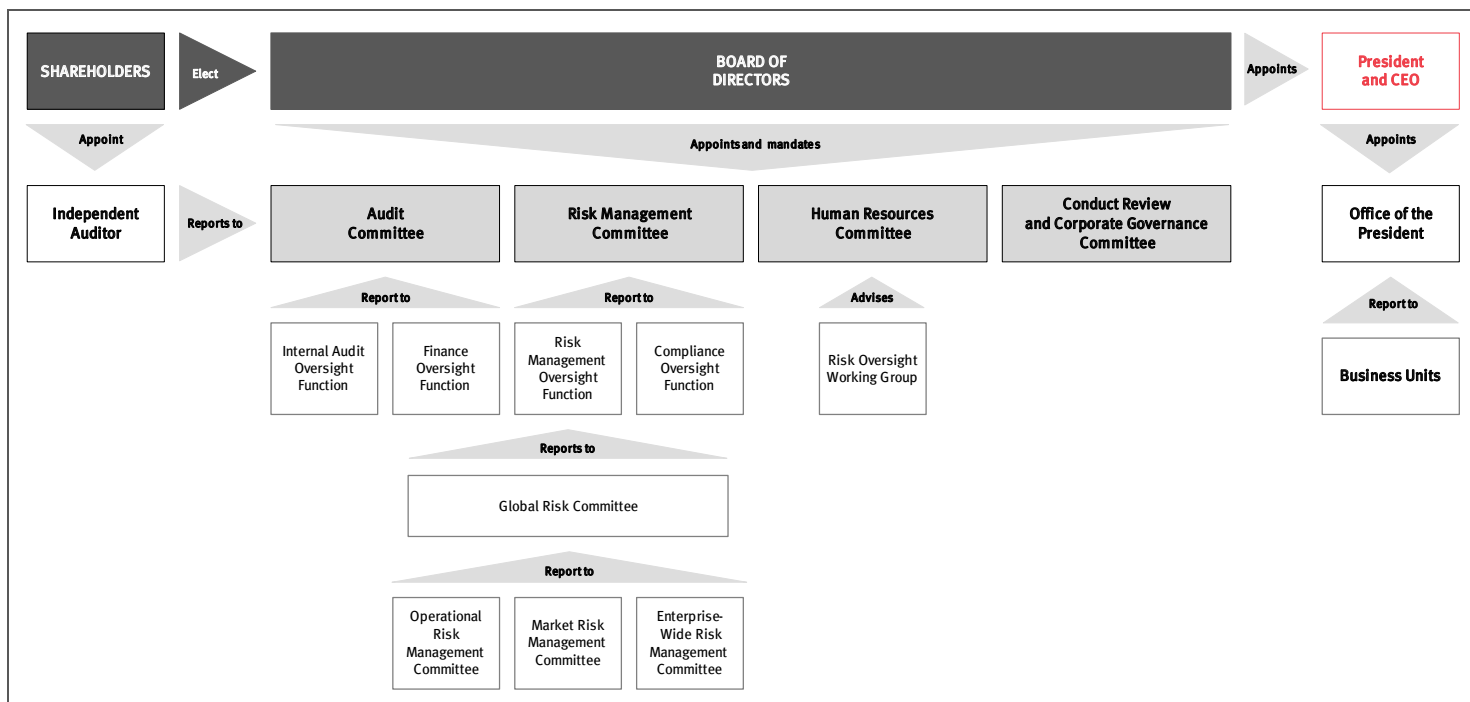 SHAREHOLDERS
Elect
BOARD OF
DIRECTORS
Appoints
President
and CEO
Appoint
Appoints and mandates
Appoints
Independent
Auditor
Reports to
Audit
Committee
Risk Management
Committee
Human Resources
Committee
Conduct Review
and Corporate Governance
Committee
Office of the
President
Report to
Report to
Advises
Report to
Internal Audit
Oversight
Function
Finance
Oversight
Function
Risk
Management
Oversight
Function
Compliance
Oversight
Function
Risk Oversight
Working Group
Business Units
Reports to
Global Risk Committee
Report to
Operational
Risk
Management
Committee
Market Risk
Management
Committee
Enterprise-
Wide Risk
Management
Committee